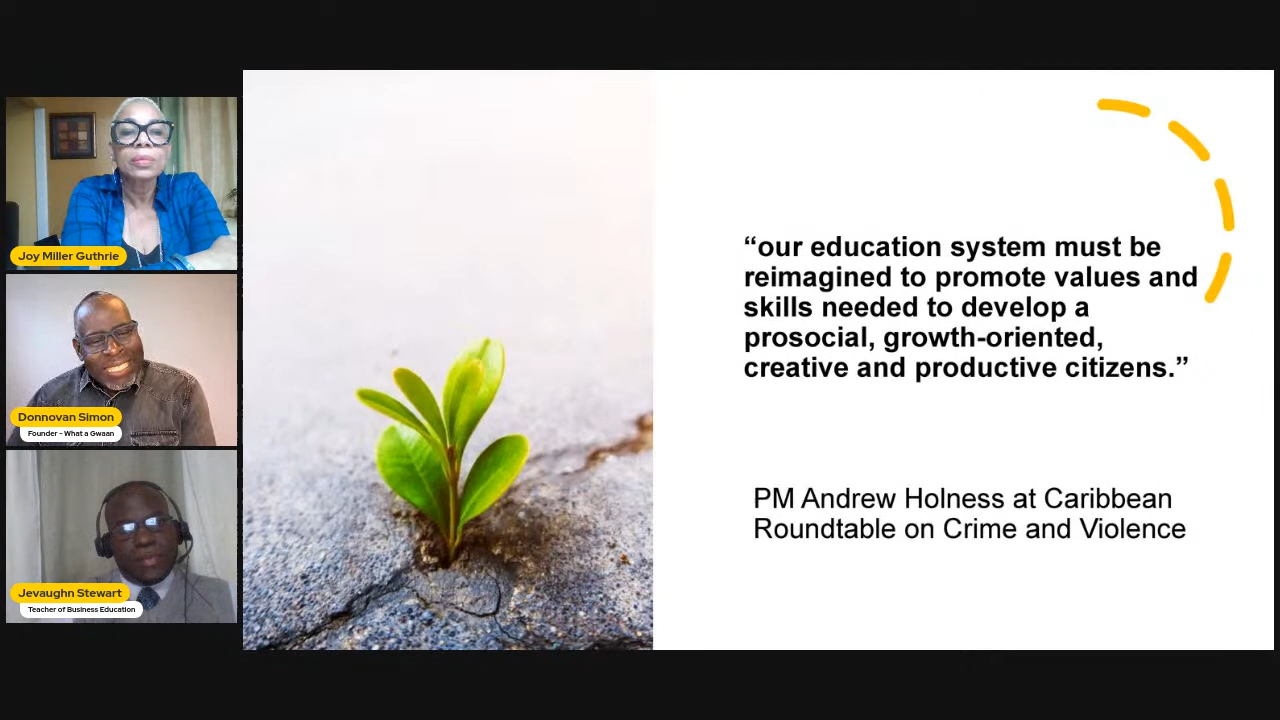 Joy Miller Guthrie
Donnovan Simon
Founder - What a Gwaan
Jevaughn Stewart
Teacher of Business Education
“our education system must be
reimagined to promote values and
skills needed to develop a
prosocial, growth-oriented,
creative and productive citizens.”
PM Andrew Holness at Caribbean
Roundtable on Crime and Violence